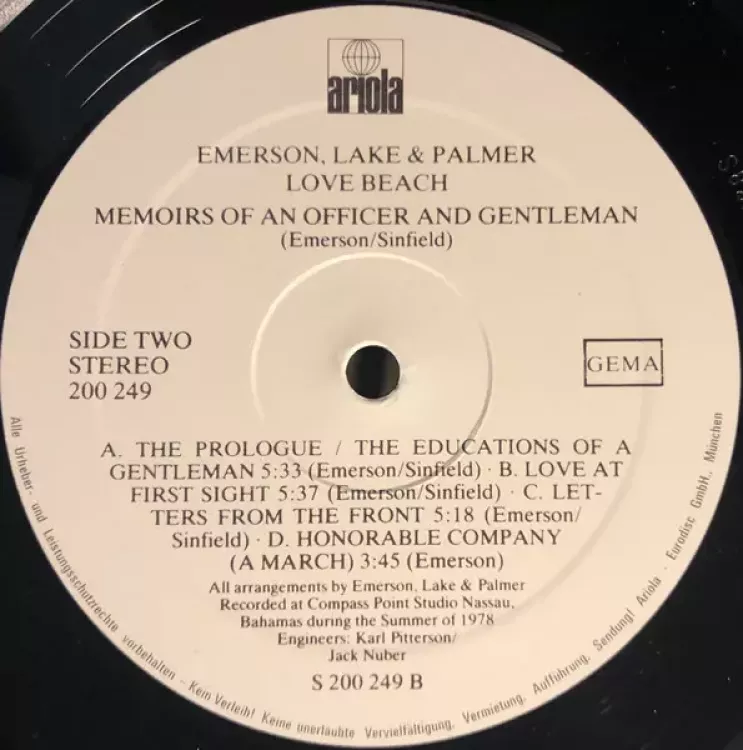 ariola
EMERSON, LAKE & PALMER
LOVE BEACH
MEMOIRS OF AN OFFICER AND GENTLEMAN
(Emerson/Sinfield)
SIDE TWO
STEREO
200 249
GEMA
A. THE PROLOGUE / THE EDUCATIONS OF A
GENTLEMAN 5:33 (Emerson/Sinfield) · B. LOVE AT
FIRST SIGHT 5:37 (Emerson/Sinfield) · C. LET-
TERS FROM THE FRONT 5:18 (Emerson/
Sinfield) · D. HONORABLE COMPANY
(A MARCH) 3:45 (Emerson)
All arrangements by Emerson, Lake & Palmer
Recorded at Compass Point Studio Nassau,
Bahamas during the Summer of 1978
Engineers: Karl Pitterson/
Jack Nuber
S 200 249 B
Alle Urheber- und Leistungsschutzrechte vorbehalten - Kein Verleih! Keine unerlaubte Vervielfältigung, Vermietung, Aufführung, Sendung! Ariola - Eurodisc GmbH., München